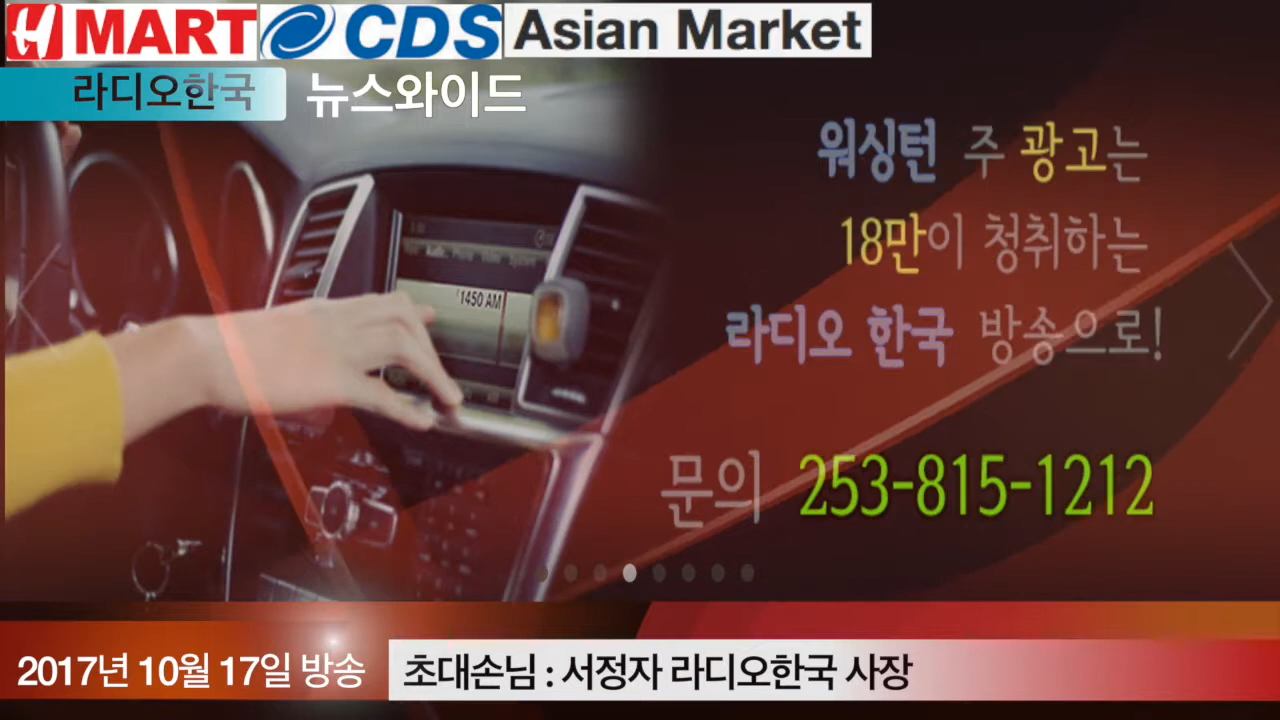 H MART CDS Asian Market
라디오한국 뉴스와이드
워싱턴 주 광고는
18만이 청취하는
1450 AM
라디오 한국 방송으로!
문의 253-815-1212
2017년 10월 17일 방송
초대손님 : 서정자 라디오한국 사장